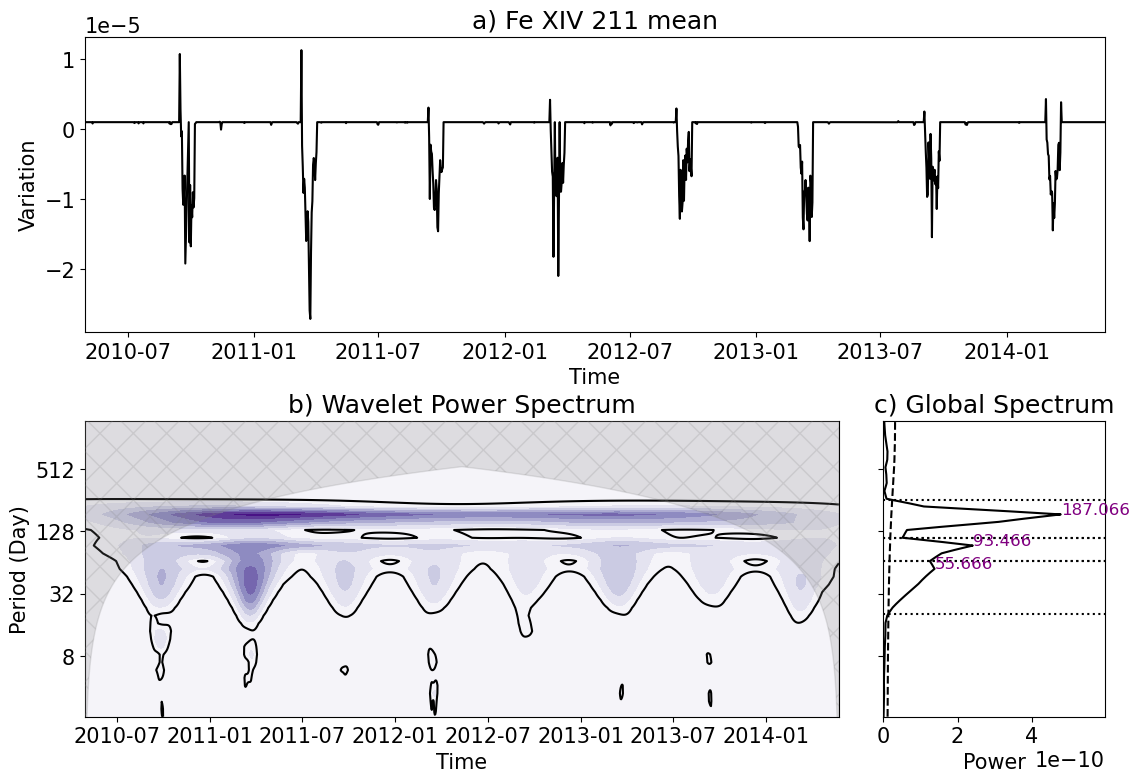 a) Fe XIV 211 mean
1e−5
1
0
−1
−2
Variation
2010-07 2011-01 2011-07 2012-01 2012-07 2013-01 2013-07 2014-01
Time
b) Wavelet Power Spectrum
512
128
32
8
Period (Day)
2010-07 2011-01 2011-07 2012-01 2012-07 2013-01 2013-07 2014-01
Time
c) Global Spectrum
187.066
93.466
55.666
0 2 4
Power 1e−10